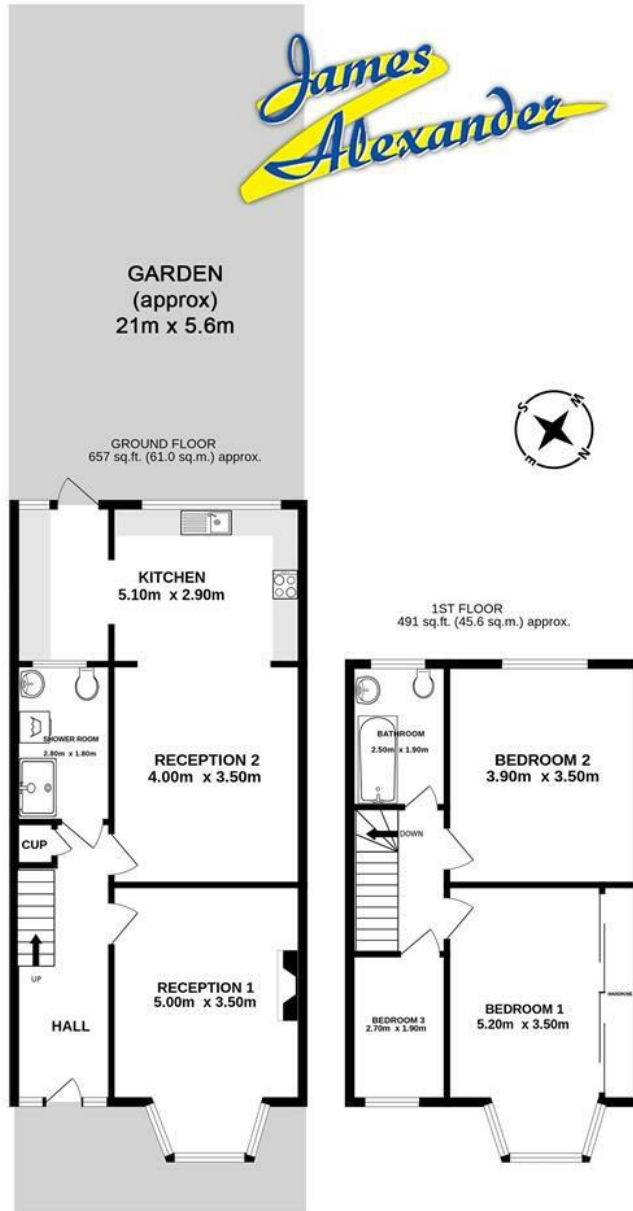 James
Alexander
GARDEN
(approx)
21m x 5.6m
GROUND FLOOR
657 sq.ft. (61.0 sq.m.) approx.
S
W
E
N
KITCHEN
5.10m x 2.90m
1ST FLOOR
491 sq.ft. (45.6 sq.m.) approx.
SHOWER ROOM
2.80m x 1.80m
RECEPTION 2
4.00m x 3.50m
BATHROOM
2.50m x 1.90m
BEDROOM 2
3.90m x 3.50m
CUP
DOWN
UP
RECEPTION 1
5.00m x 3.50m
HALL
BEDROOM 3
2.70m x 1.90m
BEDROOM 1
5.20m x 3.50m
WARDROBE